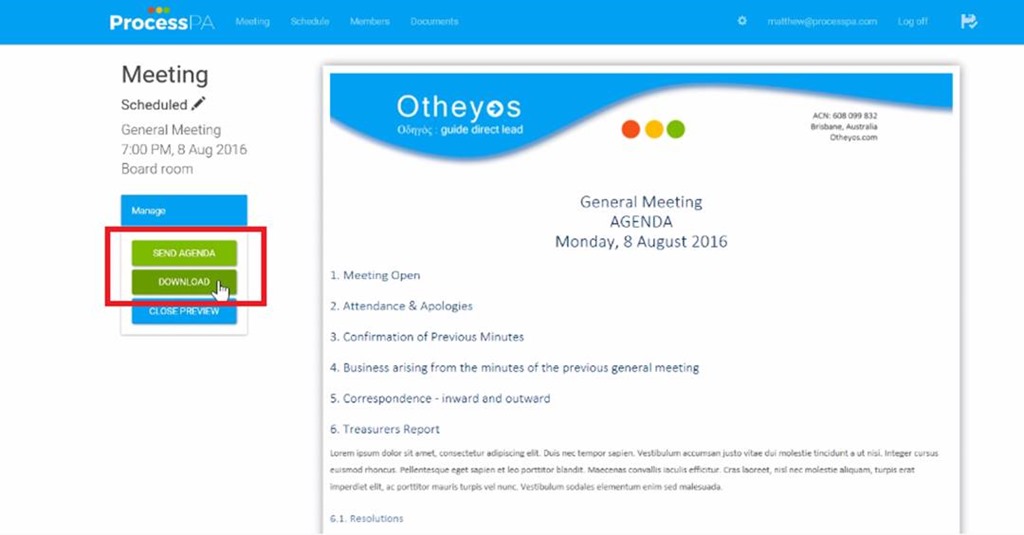 ProcessPA
Meeting Schedule Members Documents
matthew@processpa.com Log off
Meeting
Scheduled
General Meeting
7:00 PM, 8 Aug 2016
Board room
Manage
SEND AGENDA
DOWNLOAD
CLOSE PREVIEW
Otheyos
Οδηγός : guide direct lead
ACN: 608 099 832
Brisbane, Australia
Otheyos.com
General Meeting
AGENDA
Monday, 8 August 2016
1. Meeting Open
2. Attendance & Apologies
3. Confirmation of Previous Minutes
4. Business arising from the minutes of the previous general meeting
5. Correspondence - inward and outward
6. Treasurers Report
Lorem ipsum dolor sit amet, consectetur adipiscing elit. Duis nec tempor sapien. Vestibulum accumsan justo vitae dui molestie tincidunt a ut nisi. Integer cursus
euismod rhoncus. Pellentesque eget sapien et leo porttitor blandit. Maecenas convallis iaculis efficitur. Cras laoreet, nisl nec molestie aliquam, turpis erat
imperdiet elit, ac porttitor mauris turpis vel nunc. Vestibulum sodales elementum enim sed malesuada.
6.1. Resolutions